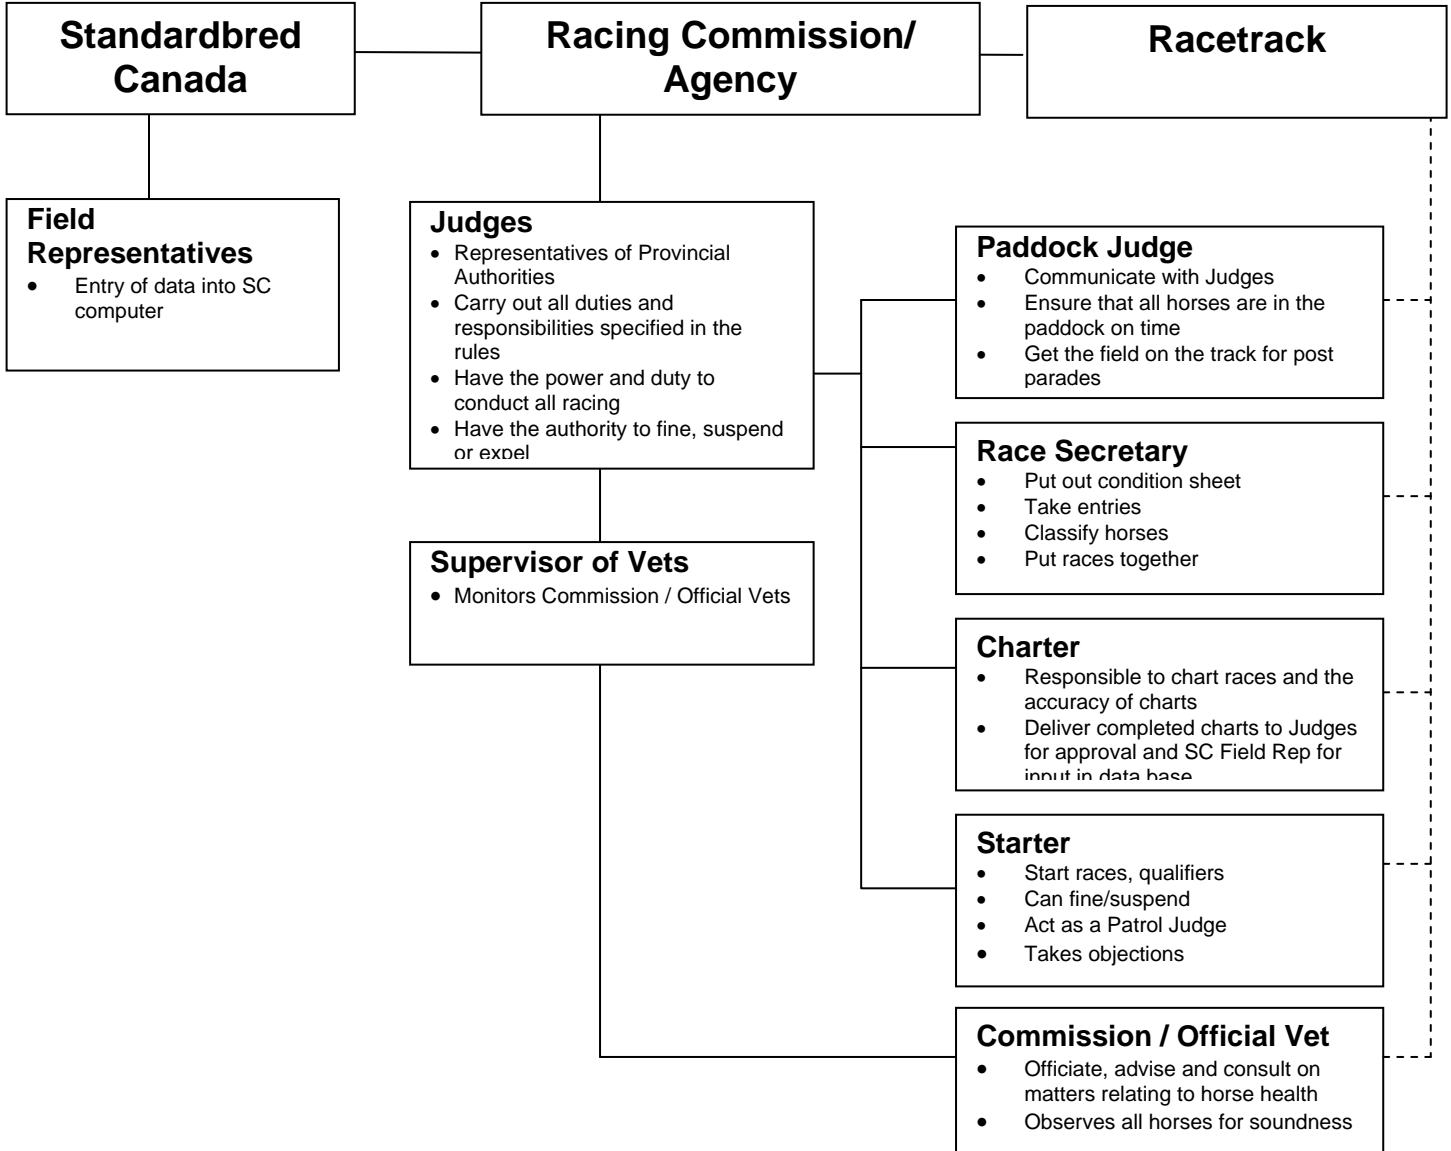 Standardbred
Canada
Racing Commission/
Agency
Racetrack
Field
Representatives
• Entry of data into SC
computer
Judges
• Representatives of Provincial
Authorities
• Carry out all duties and
responsibilities specified in the
rules
• Have the power and duty to
conduct all racing
• Have the authority to fine, suspend
or expel
Supervisor of Vets
• Monitors Commission / Official Vets
Paddock Judge
• Communicate with Judges
• Ensure that all horses are in the
paddock on time
• Get the field on the track for post
parades
Race Secretary
• Put out condition sheet
• Take entries
• Classify horses
• Put races together
Charter
• Responsible to chart races and the
accuracy of charts
• Deliver completed charts to Judges
for approval and SC Field Rep for
input in data base
Starter
• Start races, qualifiers
• Can fine/suspend
• Act as a Patrol Judge
• Takes objections
Commission / Official Vet
• Officiate, advise and consult on
matters relating to horse health
• Observes all horses for soundness